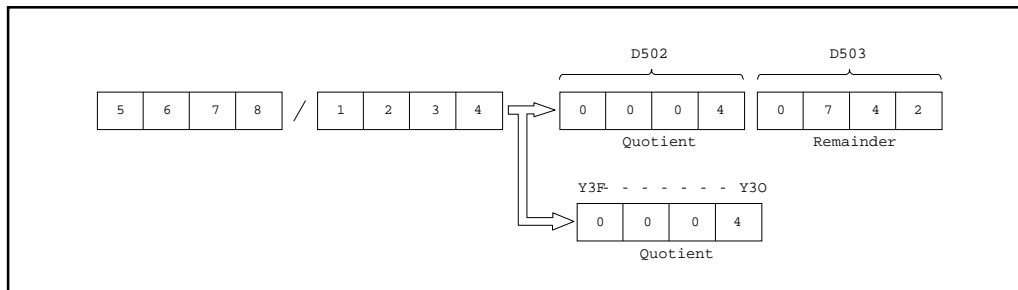 D502 D503
5 6 7 8 / 1 2 3 4 0 0 0 4 0 7 4 2
Quotient Remainder
Y3F- - - - - - - Y3O
0 0 0 4
Quotient